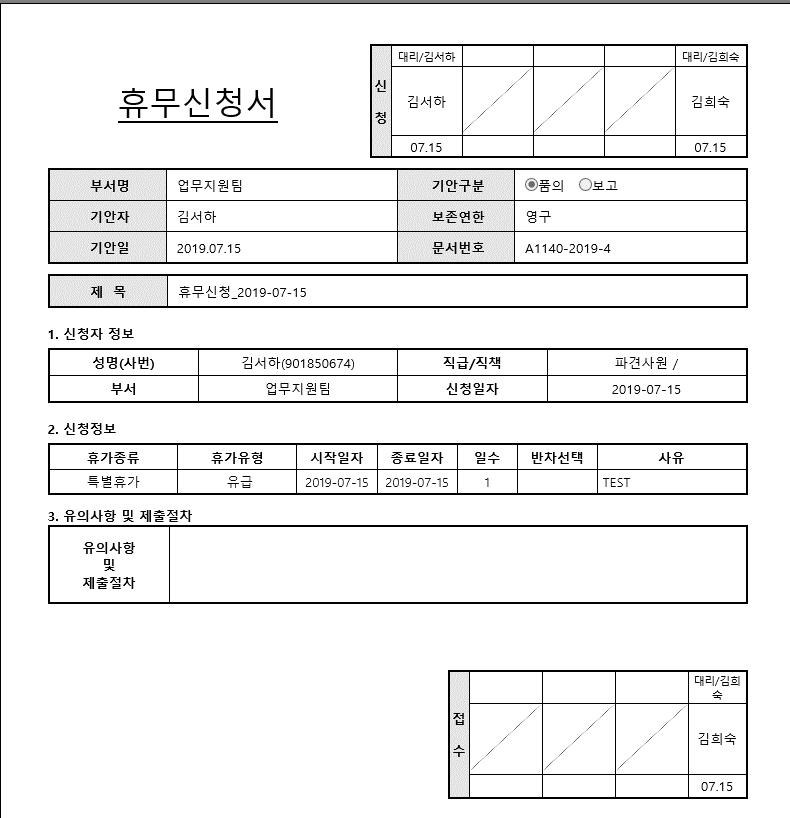 휴무신청서
신
청
대리/김서하 대리/김희숙
김서하 김희숙
07.15 07.15
부서명 업무지원팀 기안구분 품의 보고
기안자 김서하 보존연한 영구
기안일 2019.07.15 문서번호 A1140-2019-4
제 목 휴무신청_2019-07-15
1. 신청자 정보
성명(사번) 김서하(901850674) 직급/직책 파견사원 /
부서 업무지원팀 신청일자 2019-07-15
2. 신청정보
휴가종류 휴가유형 시작일자 종료일자 일수 반차선택 사유
특별휴가 유급 2019-07-15 2019-07-15 1 TEST
3. 유의사항 및 제출절차
유의사항
및
제출절차
접
수
대리/김희
숙
김희숙
07.15